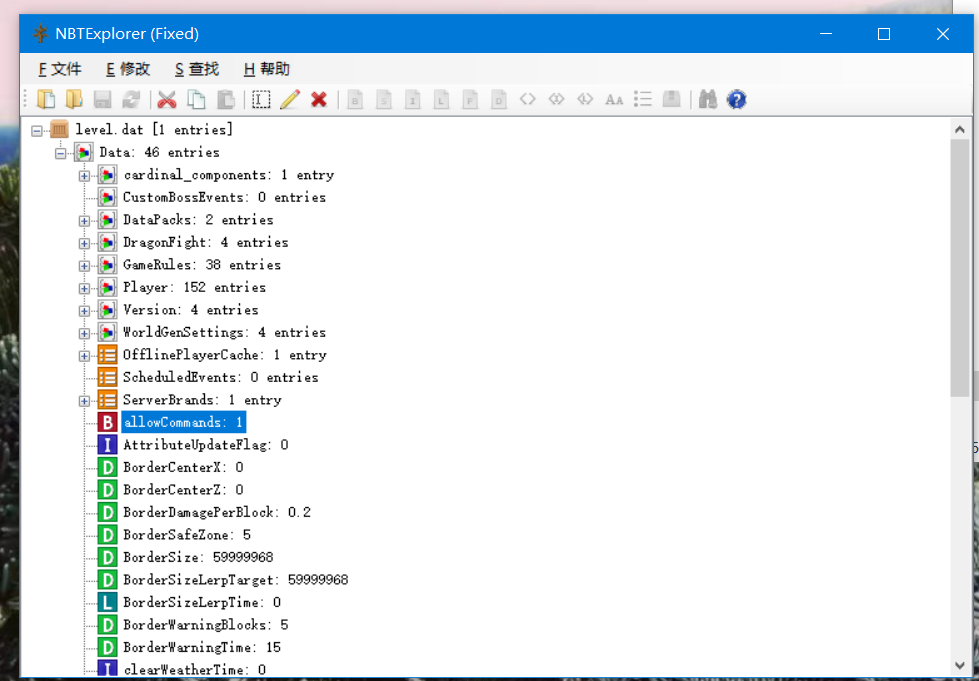 NBTExplorer (Fixed)
F 文件 E 修改 S 查找 H 帮助
level.dat [1 entries]
Data: 46 entries
cardinal_components: 1 entry
CustomBossEvents: 0 entries
DataPacks: 2 entries
DragonFight: 4 entries
GameRules: 38 entries
Player: 152 entries
Version: 4 entries
WorldGenSettings: 4 entries
OfflinePlayerCache: 1 entry
ScheduledEvents: 0 entries
ServerBrands: 1 entry
B allowCommands: 1
I AttributeUpdateFlag: 0
D BorderCenterX: 0
D BorderCenterZ: 0
D BorderDamagePerBlock: 0.2
D BorderSafeZone: 5
D BorderSize: 59999968
D BorderSizeLerpTarget: 59999968
L BorderSizeLerpTime: 0
D BorderWarningBlocks: 5
D BorderWarningTime: 15
I clearWeatherTime: 0